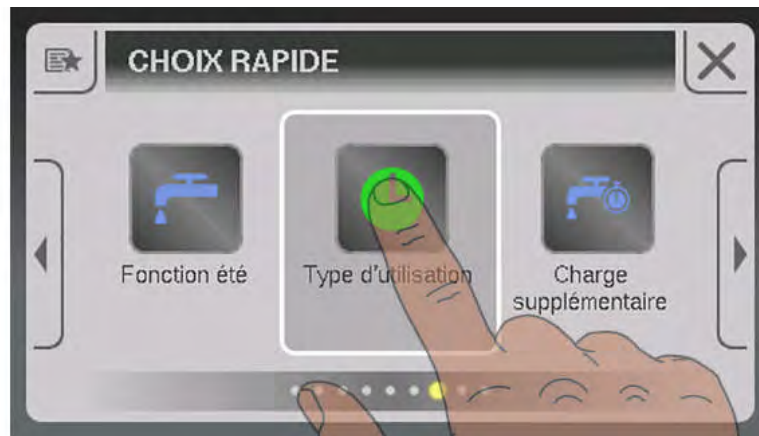 CHOIX RAPIDE
Fonction été
Type d'utilisation
Charge
supplémentaire